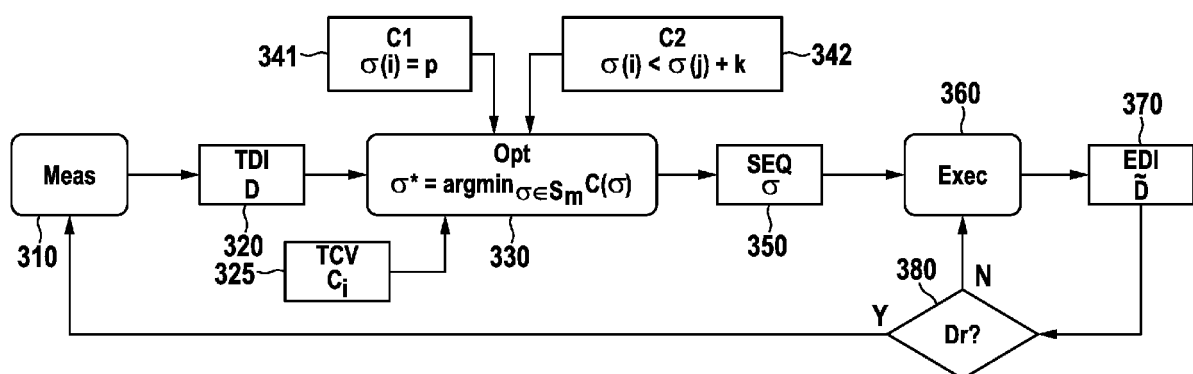 341
C1
σ(i) = p
C2
σ(i) < σ(j) + k
342
Meas
310
TDI
D
320
Opt
σ* = argminσ∈Sm C(σ)
330
325
TCV
Ci
SEQ
σ
350
360
Exec
370
EDI
D̃
380
N
Y
Dr?